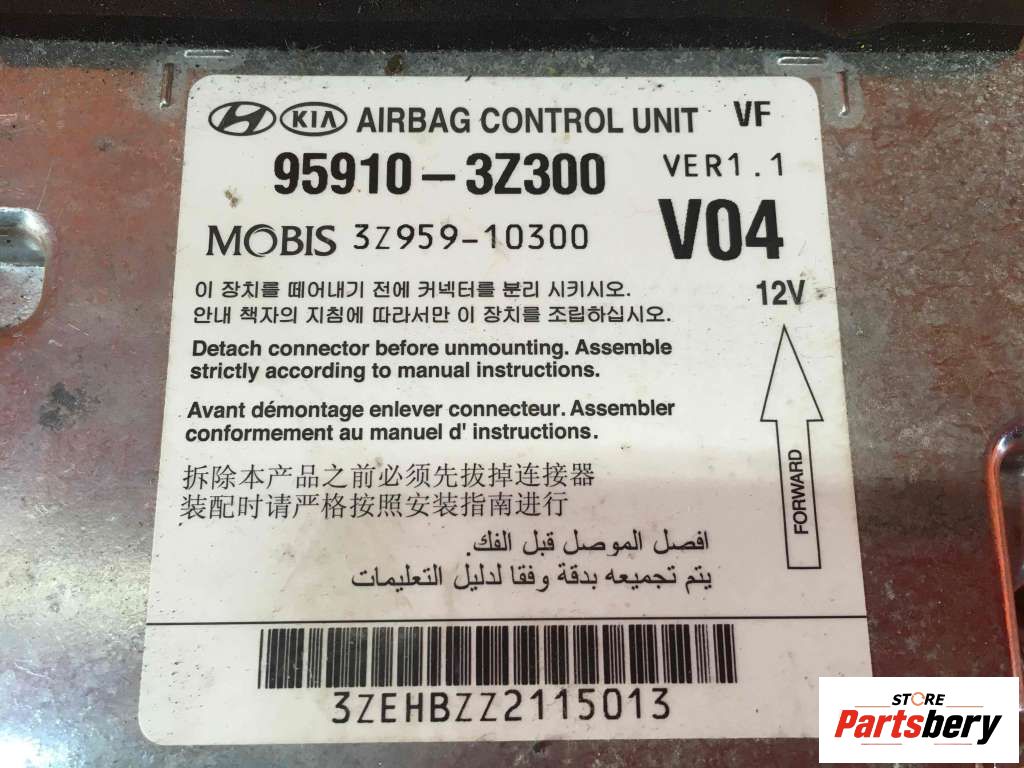 KIA AIRBAG CONTROL UNIT VF
95910-3Z300 VER1.1
MOBIS 3Z959-10300 V04
이 장치를 떼어내기 전에 커넥터를 분리 시키시오. 12V
안내 책자의 지침에 따라서만 이 장치를 조립하십시오.
Detach connector before unmounting. Assemble
strictly according to manual instructions.
Avant démontage enlever connecteur. Assembler
conformement au manuel d' instructions.
FORWARD
拆除本产品之前必须先拔掉连接器
装配时请严格按照安装指南进行
افصل الموصل قبل الفك.
يتم تجميعه بدقة وفقا لدليل التعليمات
3ZEHBZZ2115013
STORE
Partsbery